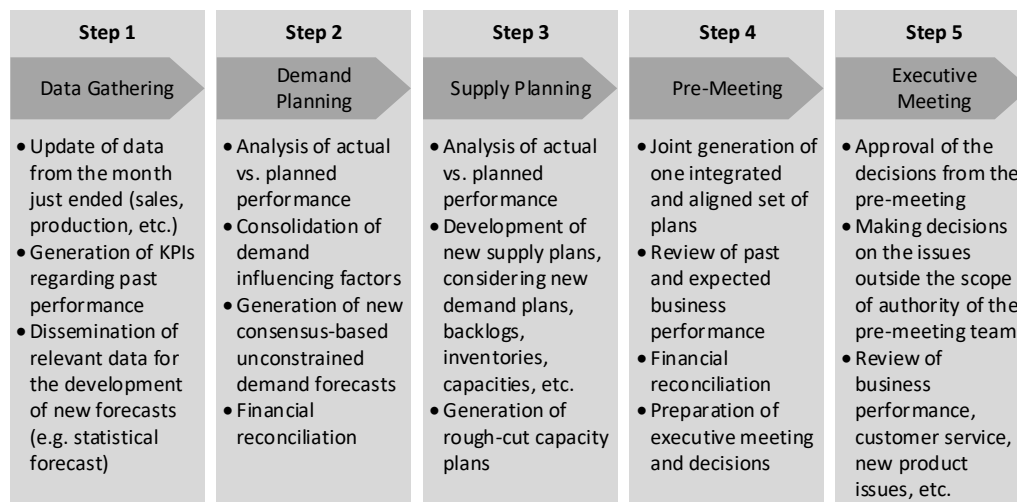 Step 1
Data Gathering
• Update of data
from the month
just ended (sales,
production, etc.)
• Generation of KPIs
regarding past
performance
• Dissemination of
relevant data for
the development
of new forecasts
(e.g. statistical
forecast)
Step 2
Demand
Planning
• Analysis of actual
vs. planned
performance
• Consolidation of
demand
influencing factors
• Generation of new
consensus-based
unconstrained
demand forecasts
• Financial
reconciliation
Step 3
Supply Planning
• Analysis of actual
vs. planned
performance
• Development of
new supply plans,
considering new
demand plans,
backlogs,
inventories,
capacities, etc.
• Generation of
rough-cut capacity
plans
Step 4
Pre-Meeting
• Joint generation of
one integrated
and aligned set of
plans
• Review of past
and expected
business
performance
• Financial
reconciliation
• Preparation of
executive meeting
and decisions
Step 5
Executive
Meeting
• Approval of the
decisions from the
pre-meeting
• Making decisions
on the issues
outside the scope
of authority of the
pre-meeting team
• Review of
business
performance,
customer service,
new product
issues, etc.